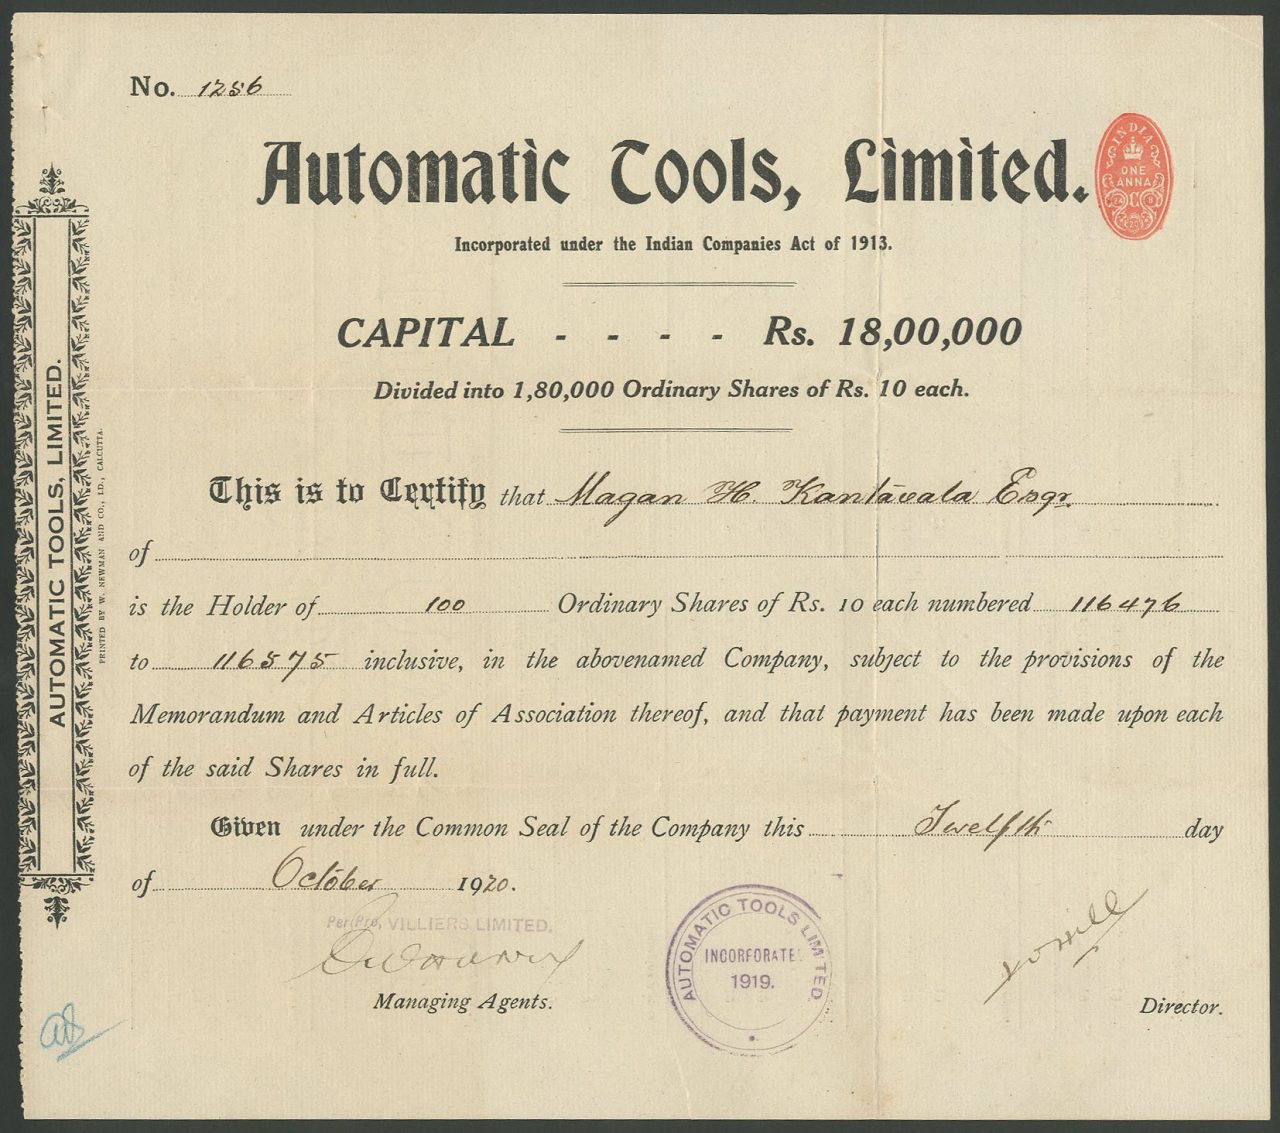 No. 1256
Automatic Tools, Limited.
INDIA
ONE
ANNA
Incorporated under the Indian Companies Act of 1913.
CAPITAL - - - - Rs. 18,00,000
Divided into 1,80,000 Ordinary Shares of Rs. 10 each.
This is to Certify that Magan H. Kantavala Esqr.
of
is the Holder of 100 Ordinary Shares of Rs. 10 each numbered 116476
to 116575 inclusive, in the abovenamed Company, subject to the provisions of the
Memorandum and Articles of Association thereof, and that payment has been made upon each
of the said Shares in full.
Given under the Common Seal of the Company this Twelfth day
of October 1920.
Per Pro, VILLIERS LIMITED,
Managing Agents.
AUTOMATIC TOOLS LIMITED.
INCORPORATED
1919.
Director.
AUTOMATIC TOOLS, LIMITED.
PRINTED BY W. NEWMAN AND CO., LD., CALCUTTA.